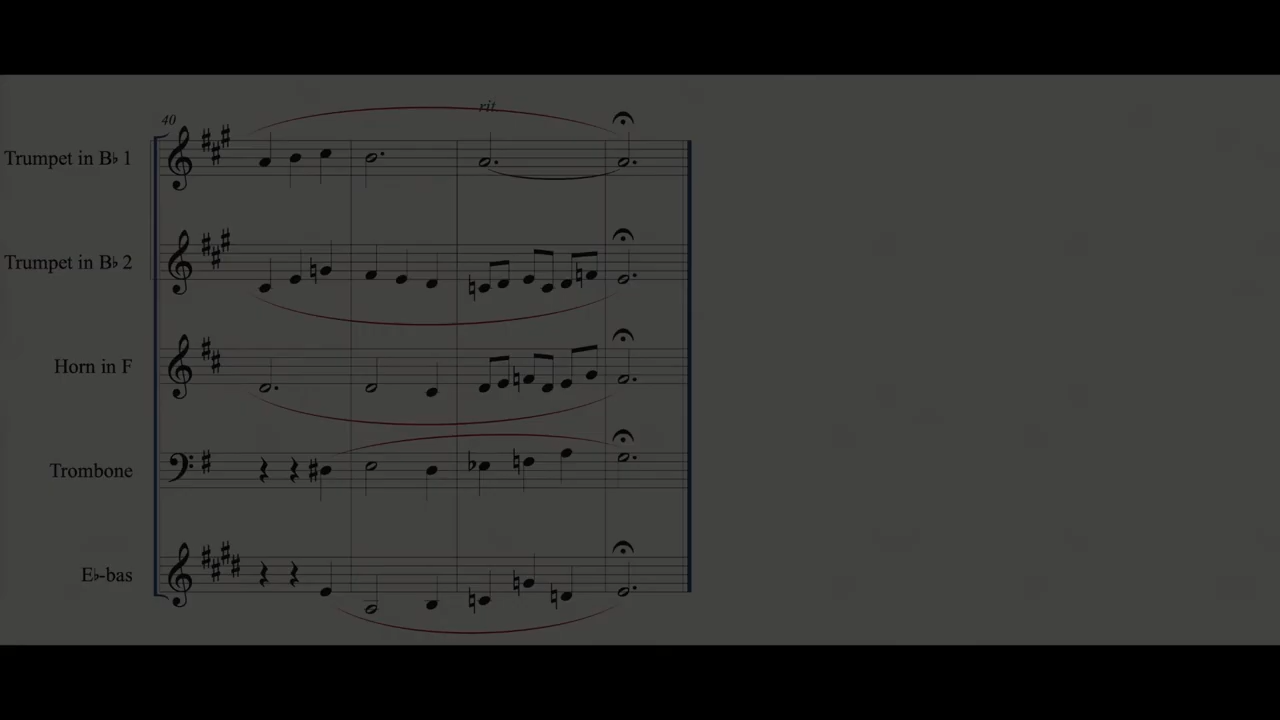 rit
40
Trumpet in B♭ 1
Trumpet in B♭ 2
Horn in F
Trombone
E♭-bas